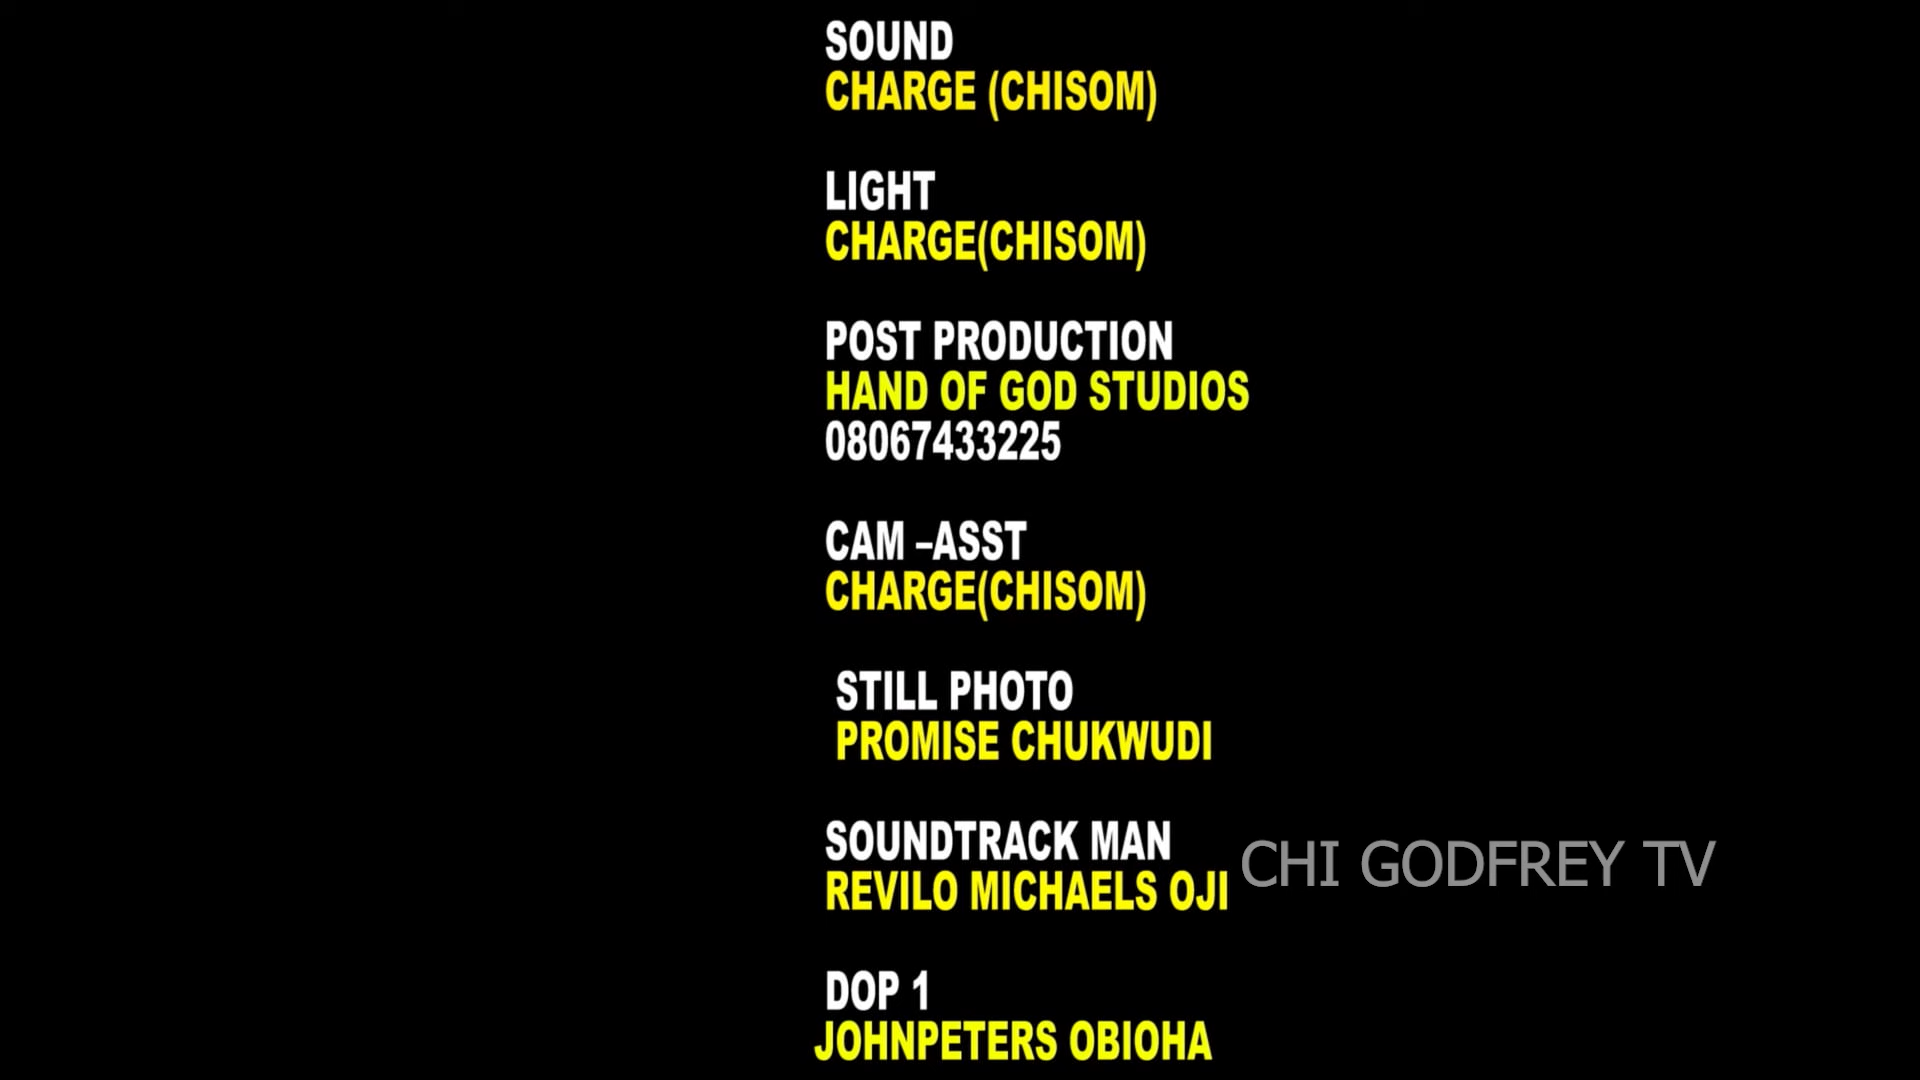 SOUND
CHARGE (CHISOM)
LIGHT
CHARGE(CHISOM)
POST PRODUCTION
HAND OF GOD STUDIOS
08067433225
CAM –ASST
CHARGE(CHISOM)
STILL PHOTO
PROMISE CHUKWUDI
SOUNDTRACK MAN
REVILO MICHAELS OJI
CHI GODFREY TV
DOP 1
JOHNPETERS OBIOHA